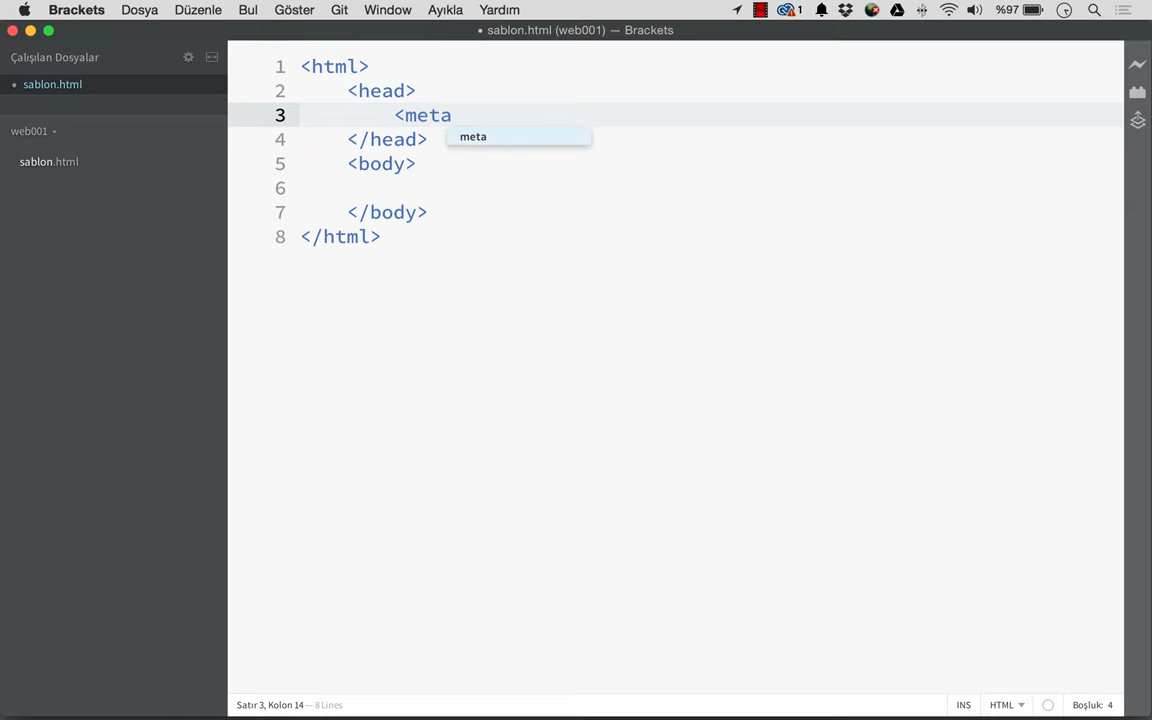 Brackets Dosya Düzenle Bul Göster Git Window Ayıkla Yardım 1 %97
sablon.html (web001) — Brackets
Çalışılan Dosyalar
sablon.html
web001
sablon.html
1 <html>
2 <head>
3 <meta
meta
4 </head>
5 <body>
6
7 </body>
8 </html>
Satır 3, Kolon 14 — 8 Lines INS HTML Boşluk: 4